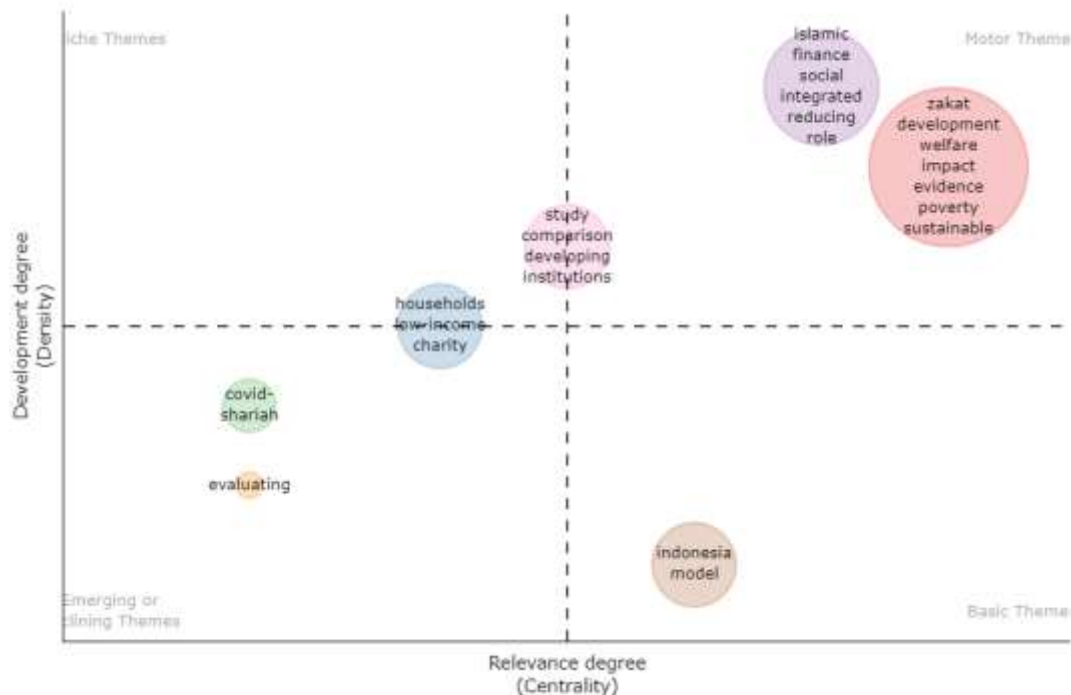 iche Themes
Motor Theme
islamic
finance
social
integrated
reducing
role
zakat
development
welfare
impact
evidence
poverty
sustainable
study
comparison
developing
institutions
households
low-income
charity
covid-
shariah
evaluating
indonesia
model
Emerging or
clining Themes
Basic Theme
Development degree
(Density)
Relevance degree
(Centrality)